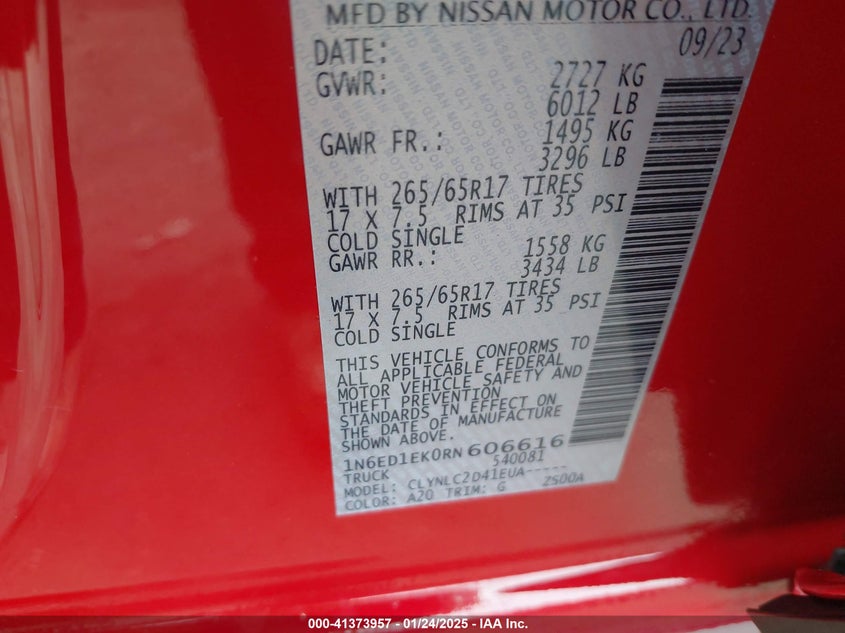 MFD BY NISSAN MOTOR CO., LTD.
DATE: 09/23
GVWR: 2727 KG
6012 LB
GAWR FR.: 1495 KG
3296 LB
WITH 265/65R17 TIRES
17 X 7.5 RIMS AT 35 PSI
COLD SINGLE
GAWR RR.: 1558 KG
3434 LB
WITH 265/65R17 TIRES
17 X 7.5 RIMS AT 35 PSI
COLD SINGLE
THIS VEHICLE CONFORMS TO
ALL APPLICABLE FEDERAL
MOTOR VEHICLE SAFETY AND
THEFT PREVENTION
STANDARDS IN EFFECT ON
THE DATE OF MANUFACTURE
SHOWN ABOVE.
1N6ED1EK0RN606616
TRUCK 540081
MODEL: CLYNLC2D41EUA-----
COLOR: A20 TRIM: G 2S00A
000-41373957 - 01/24/2025 - IAA Inc.